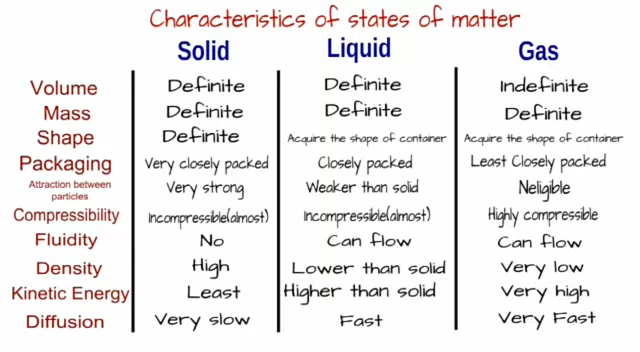 Characteristics of states of matter
Solid Liquid Gas
Volume Definite Definite Indefinite
Mass Definite Definite Definite
Shape Definite Acquire the shape of container Acquire the shape of container
Packaging Very closely packed Closely packed Least Closely packed
Attraction between
particles Very strong Weaker than solid Neligible
Compressibility Incompressible(almost) Incompressible(almost) Highly compressible
Fluidity No Can flow Can flow
Density High Lower than solid Very low
Kinetic Energy Least Higher than solid Very high
Diffusion Very slow Fast Very Fast